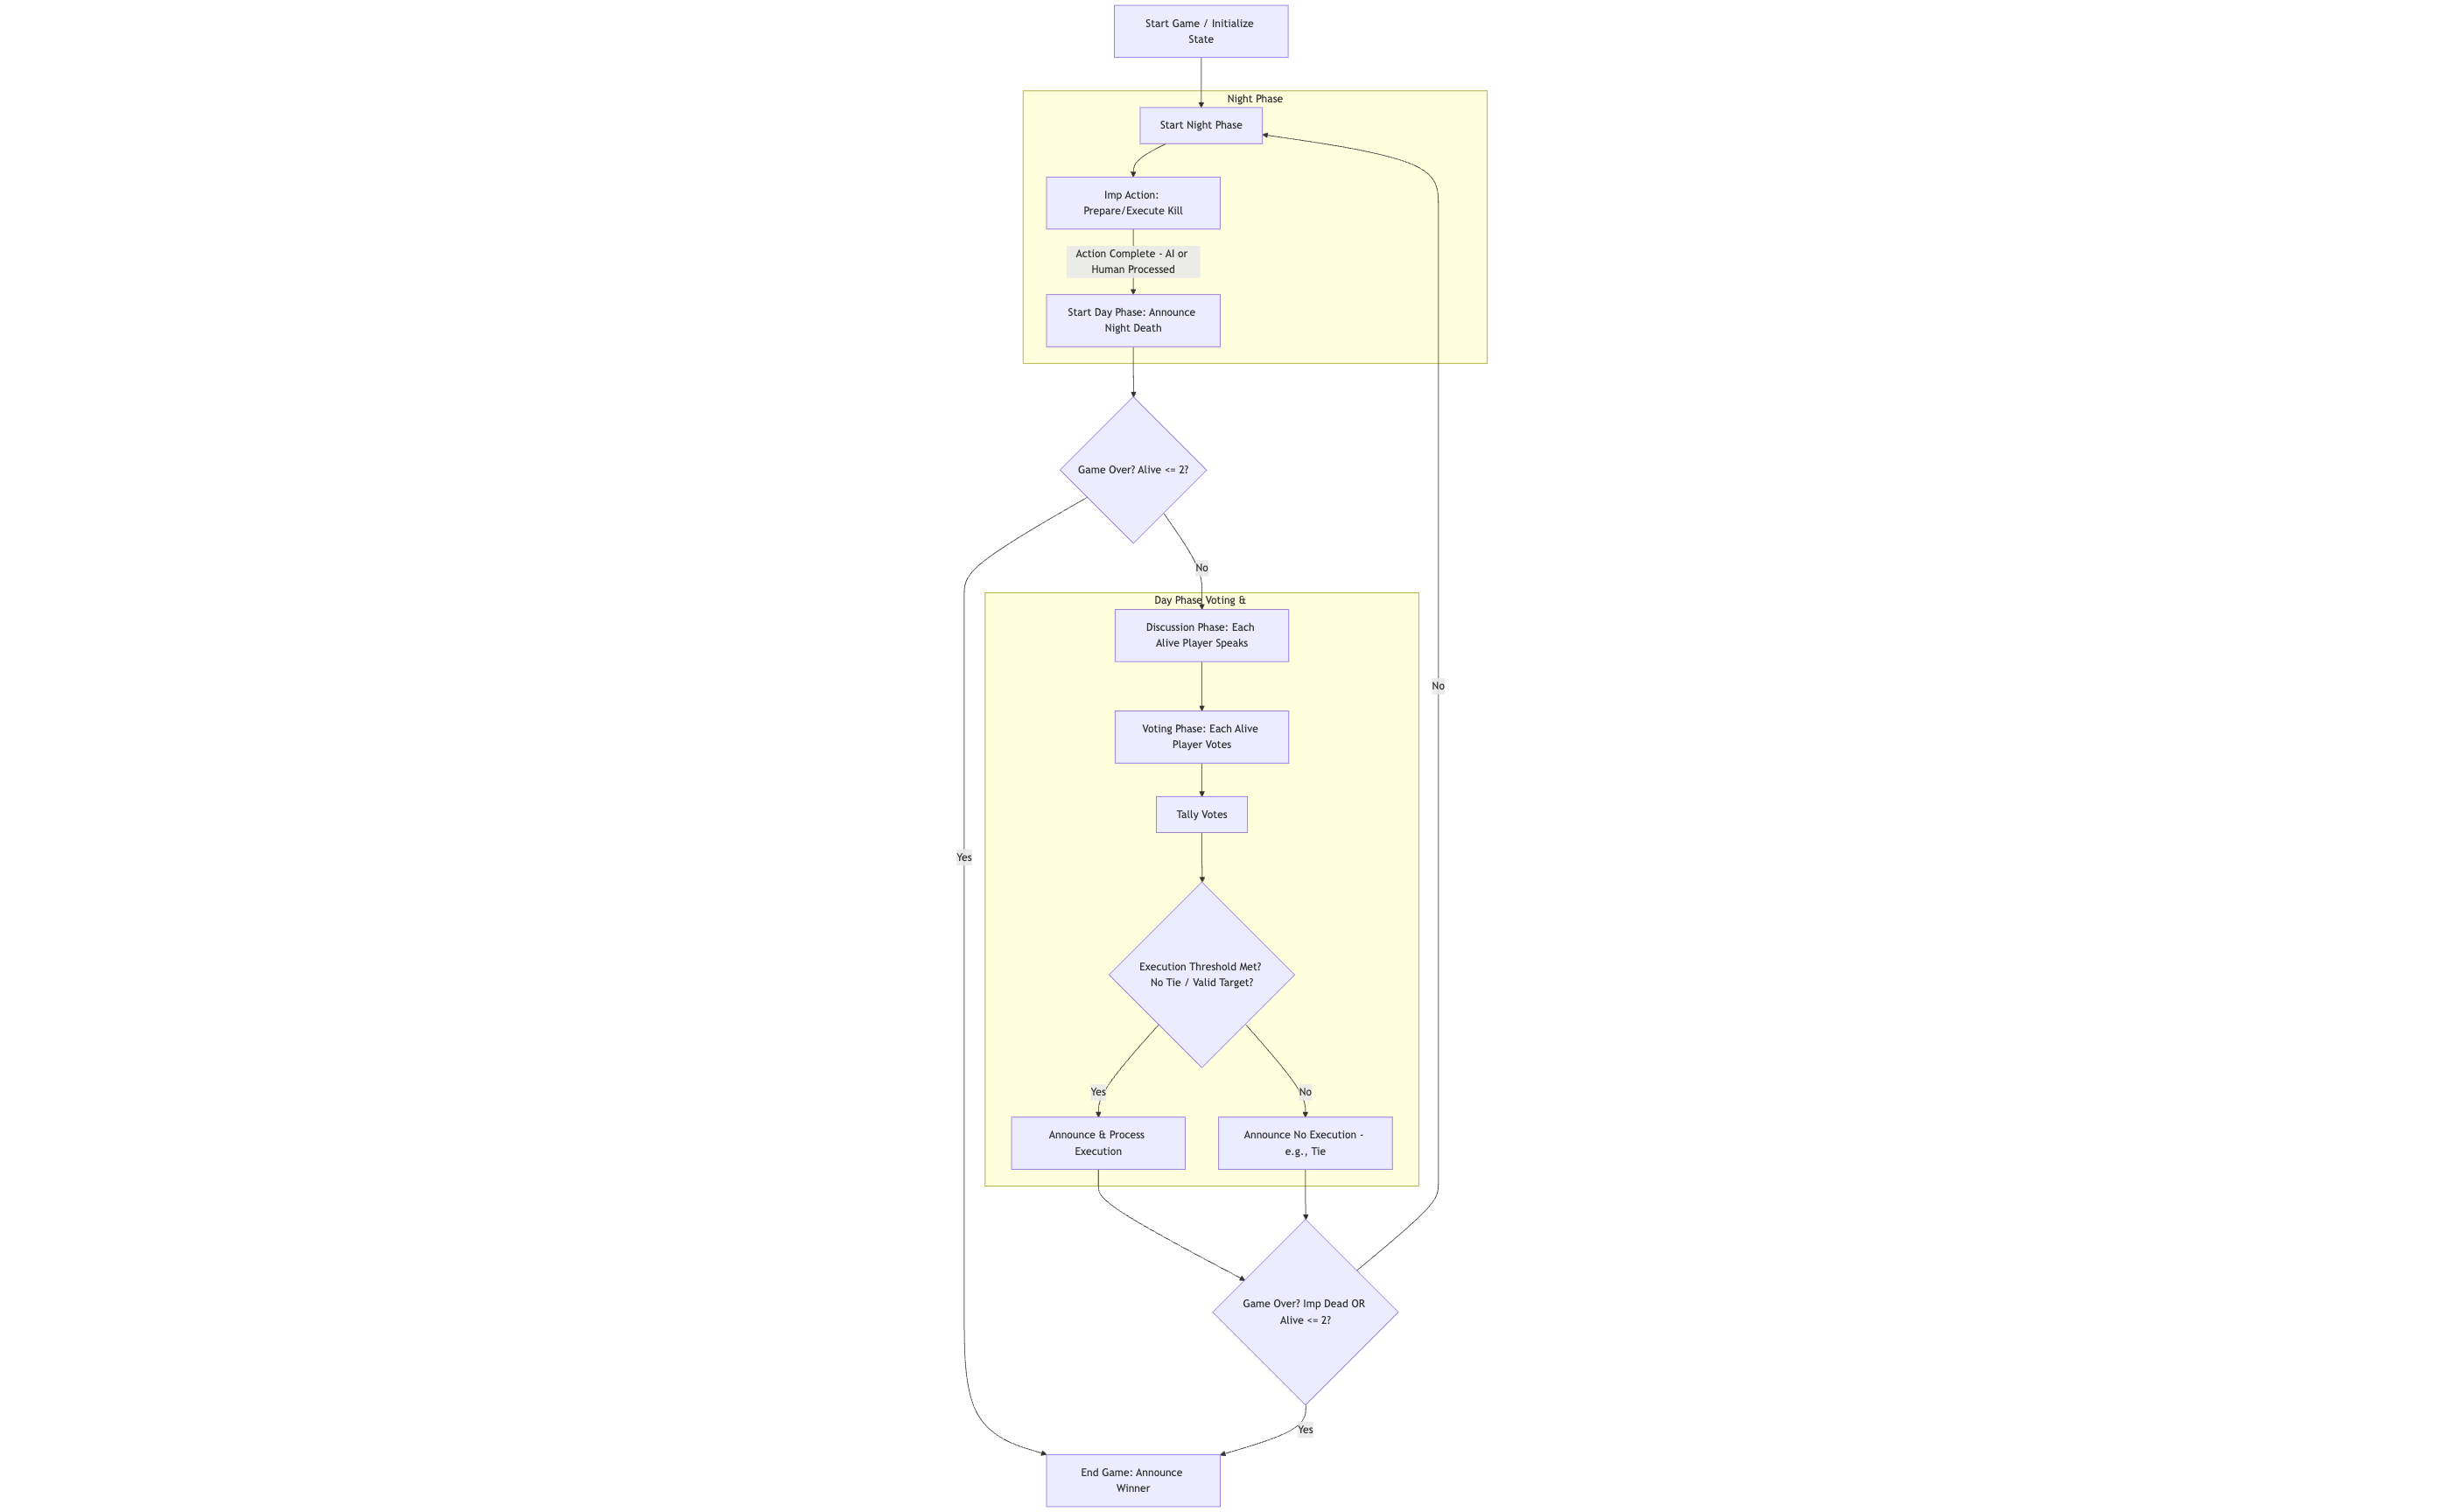 Start Game / Initialize
State
Night Phase
Start Night Phase
Imp Action:
Prepare/Execute Kill
Action Complete - AI or
Human Processed
Start Day Phase: Announce
Night Death
Game Over? Alive <= 2?
No
Day Phase Voting &
Discussion Phase: Each
Alive Player Speaks
No
Voting Phase: Each Alive
Player Votes
Tally Votes
Yes
Execution Threshold Met?
No Tie / Valid Target?
Yes
No
Announce & Process
Execution
Announce No Execution -
e.g., Tie
Game Over? Imp Dead OR
Alive <= 2?
Yes
End Game: Announce
Winner